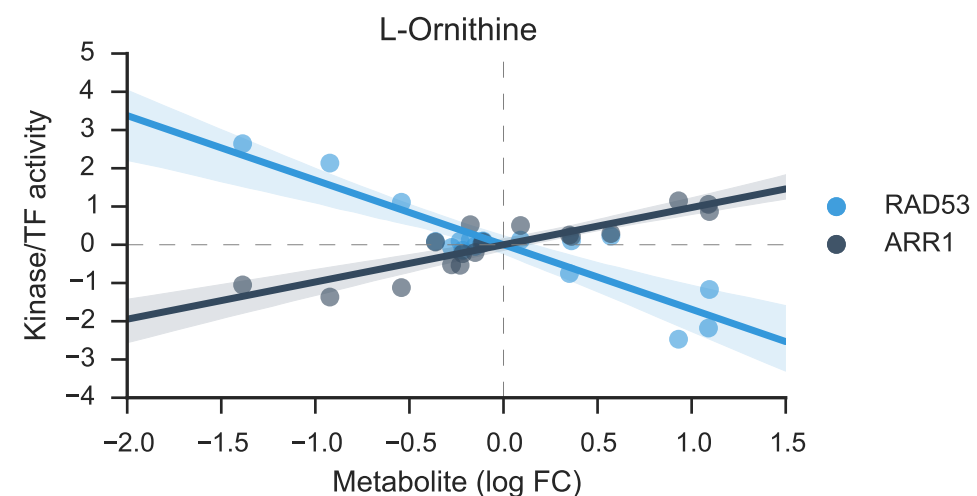 L-Ornithine
5
4
3
2
1
0
−1
−2
−3
−4
Kinase/TF activity
−2.0 −1.5 −1.0 −0.5 0.0 0.5 1.0 1.5
Metabolite (log FC)
RAD53
ARR1